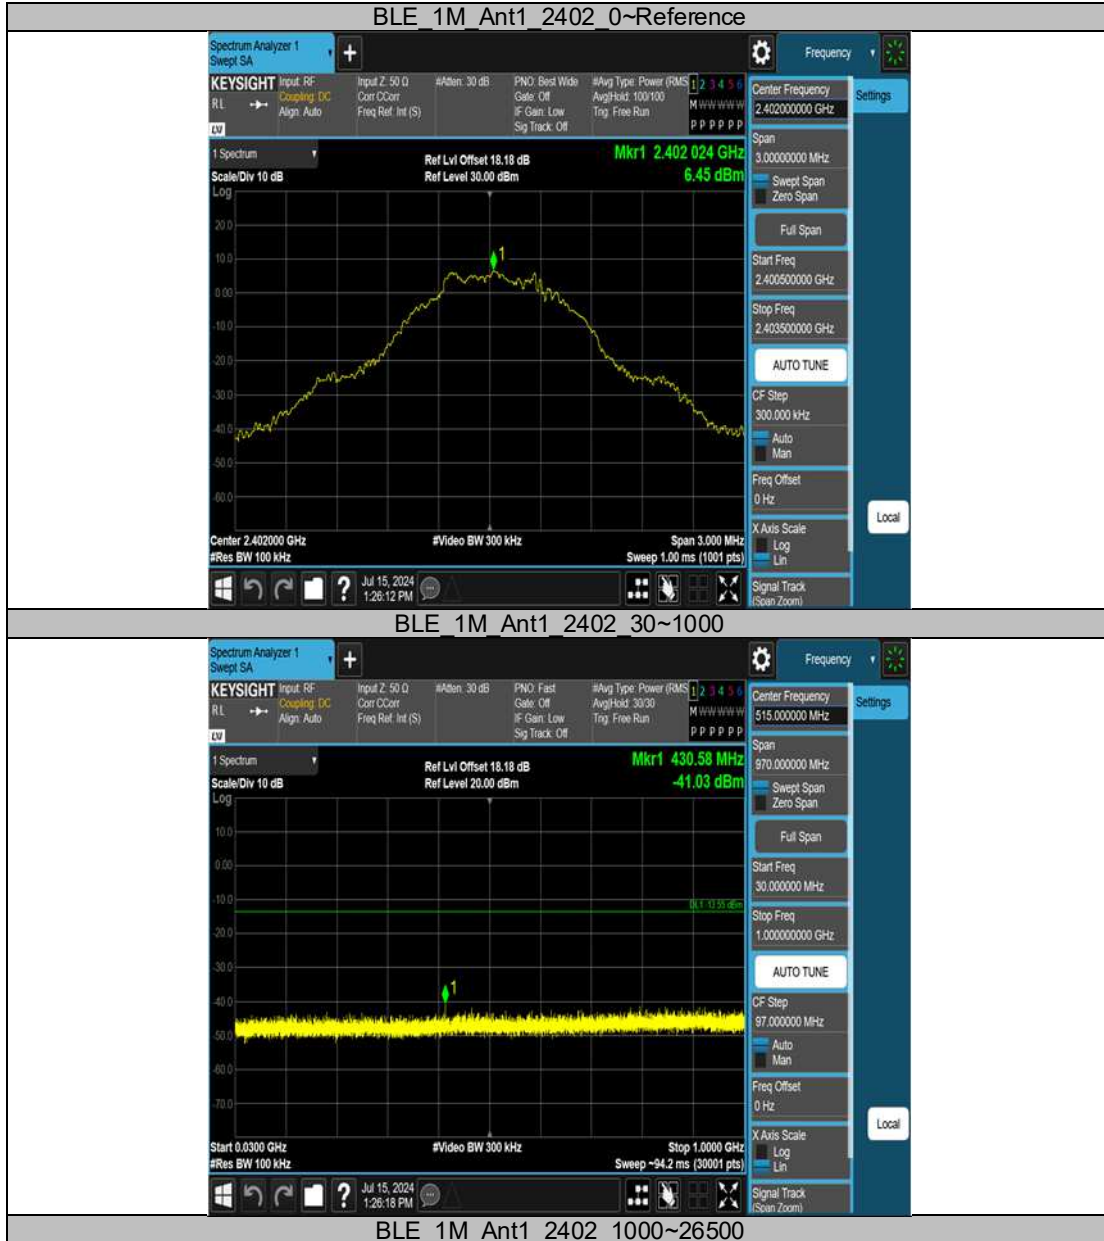 BLE_1M_Ant1_2402_0~Reference
Spectrum Analyzer 1
Swept SA
Frequency
KEYSIGHT
RL
Input: RF
Coupling: DC
Align: Auto
Input Z: 50 Ω
Corr CCorr
Freq Ref: Int (S)
#Atten: 30 dB
PNO: Best Wide
Gate: Off
IF Gain: Low
Sig Track: Off
#Avg Type: Power (RMS
Avg|Hold: 100/100
Trig: Free Run
1 2 3 4 5 6
M W W W W W
P P P P P P
LXI
1 Spectrum
Scale/Div 10 dB
Ref Lvl Offset 18.18 dB
Ref Level 30.00 dBm
Mkr1 2.402 024 GHz
6.45 dBm
Log
20.0
10.0
0.00
-10.0
-20.0
-30.0
-40.0
-50.0
-60.0
1
Center 2.402000 GHz
#Res BW 100 kHz
#Video BW 300 kHz
Span 3.000 MHz
Sweep 1.00 ms (1001 pts)
Jul 15, 2024
1:26:12 PM
Center Frequency
2.402000000 GHz
Settings
Span
3.00000000 MHz
Swept Span
Zero Span
Full Span
Start Freq
2.400500000 GHz
Stop Freq
2.403500000 GHz
AUTO TUNE
CF Step
300.000 kHz
Auto
Man
Freq Offset
0 Hz
X Axis Scale
Log
Lin
Local
Signal Track
(Span Zoom)
BLE_1M_Ant1_2402_30~1000
Spectrum Analyzer 1
Swept SA
Frequency
KEYSIGHT
RL
Input: RF
Coupling: DC
Align: Auto
Input Z: 50 Ω
Corr CCorr
Freq Ref: Int (S)
#Atten: 30 dB
PNO: Fast
Gate: Off
IF Gain: Low
Sig Track: Off
#Avg Type: Power (RMS
Avg|Hold: 30/30
Trig: Free Run
1 2 3 4 5 6
M W W W W W
P P P P P P
LXI
1 Spectrum
Scale/Div 10 dB
Ref Lvl Offset 18.18 dB
Ref Level 20.00 dBm
Mkr1 430.58 MHz
-41.03 dBm
Log
10.0
0.00
-10.0
-20.0
-30.0
-40.0
-50.0
-60.0
-70.0
DL1 -13.55 dBm
1
Start 0.0300 GHz
#Res BW 100 kHz
#Video BW 300 kHz
Stop 1.0000 GHz
Sweep ~94.2 ms (30001 pts)
Jul 15, 2024
1:26:18 PM
Center Frequency
515.000000 MHz
Settings
Span
970.000000 MHz
Swept Span
Zero Span
Full Span
Start Freq
30.000000 MHz
Stop Freq
1.000000000 GHz
AUTO TUNE
CF Step
97.000000 MHz
Auto
Man
Freq Offset
0 Hz
X Axis Scale
Log
Lin
Local
Signal Track
(Span Zoom)
BLE_1M_Ant1_2402_1000~26500